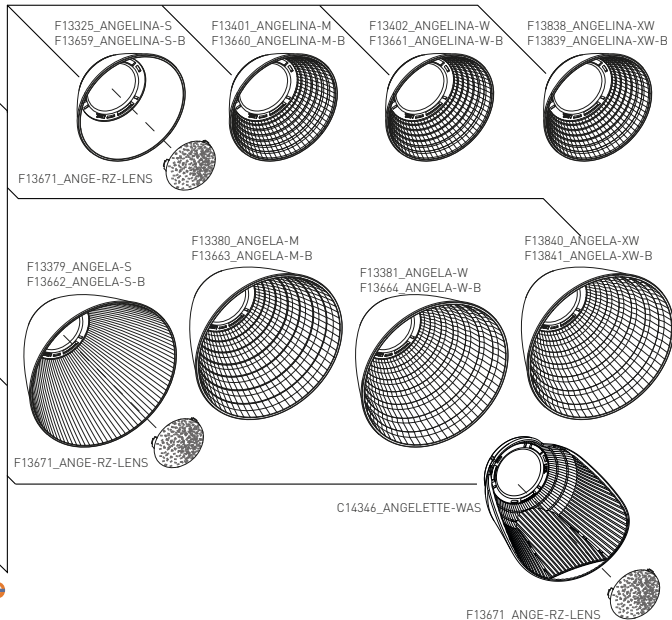 F13325_ANGELINA-S
F13659_ANGELINA-S-B
F13401_ANGELINA-M
F13660_ANGELINA-M-B
F13402_ANGELINA-W
F13661_ANGELINA-W-B
F13838_ANGELINA-XW
F13839_ANGELINA-XW-B
F13671_ANGE-RZ-LENS
F13379_ANGELA-S
F13662_ANGELA-S-B
F13380_ANGELA-M
F13663_ANGELA-M-B
F13381_ANGELA-W
F13664_ANGELA-W-B
F13840_ANGELA-XW
F13841_ANGELA-XW-B
F13671_ANGE-RZ-LENS
C14346_ANGELETTE-WAS
F13671_ANGE-RZ-LENS